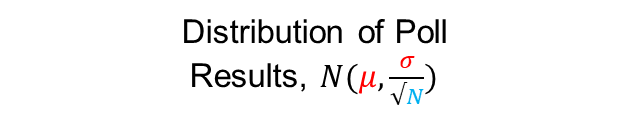 Distribution of Poll
Results, N(μ, σ/√N)